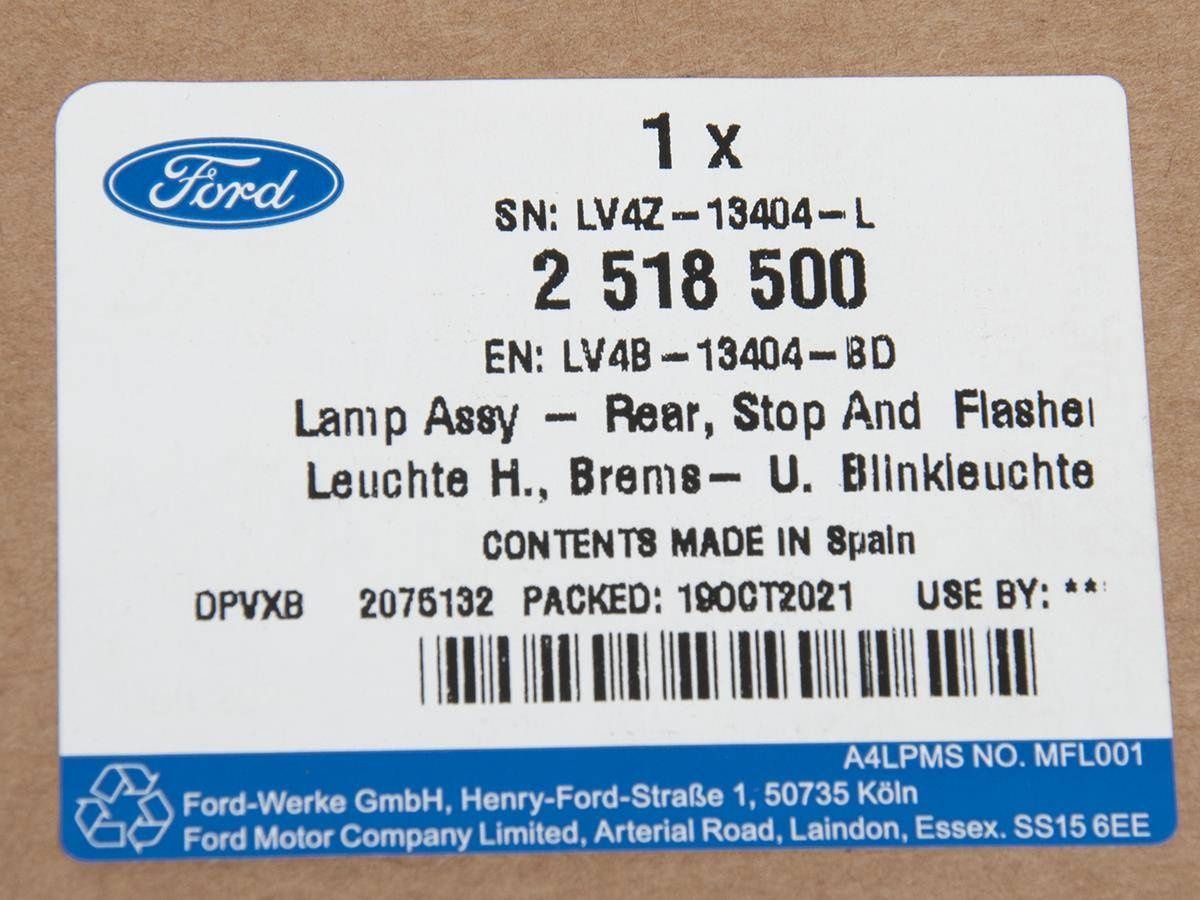 Ford
1 x
SN: LV4Z-13404-L
2 518 500
EN: LV4B-13404-BD
Lamp Assy - Rear, Stop And Flasher
Leuchte H., Brems- U. Blinkleuchte
CONTENTS MADE IN Spain
DPVXB 2075132 PACKED: 19OCT2021 USE BY: **
A4LPMS NO. MFL001
Ford-Werke GmbH, Henry-Ford-Straße 1, 50735 Köln
Ford Motor Company Limited, Arterial Road, Laindon, Essex. SS15 6EE